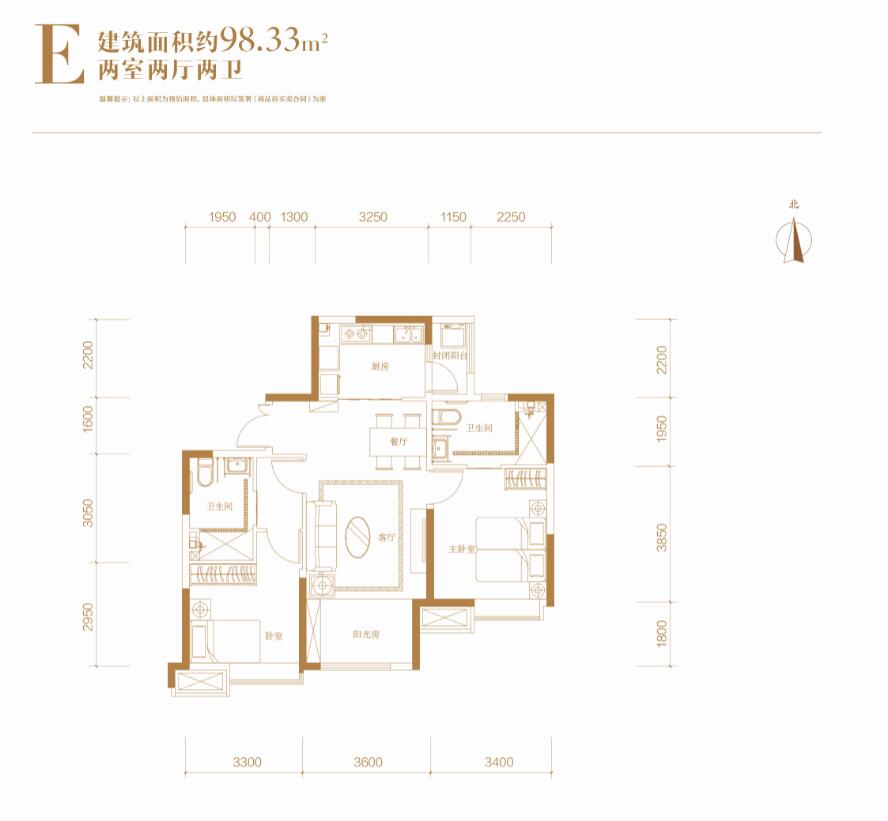 E
建筑面积约98.33m²
两室两厅两卫
温馨提示：以上面积为预估面积，具体面积以签署《商品房买卖合同》为准
北
1950 400 1300 3250 1150 2250
2200
1600
3050
2950
2200
1950
3850
1800
厨房
封闭阳台
餐厅
卫生间
卫生间
客厅
主卧室
卧室
阳光房
3300 3600 3400